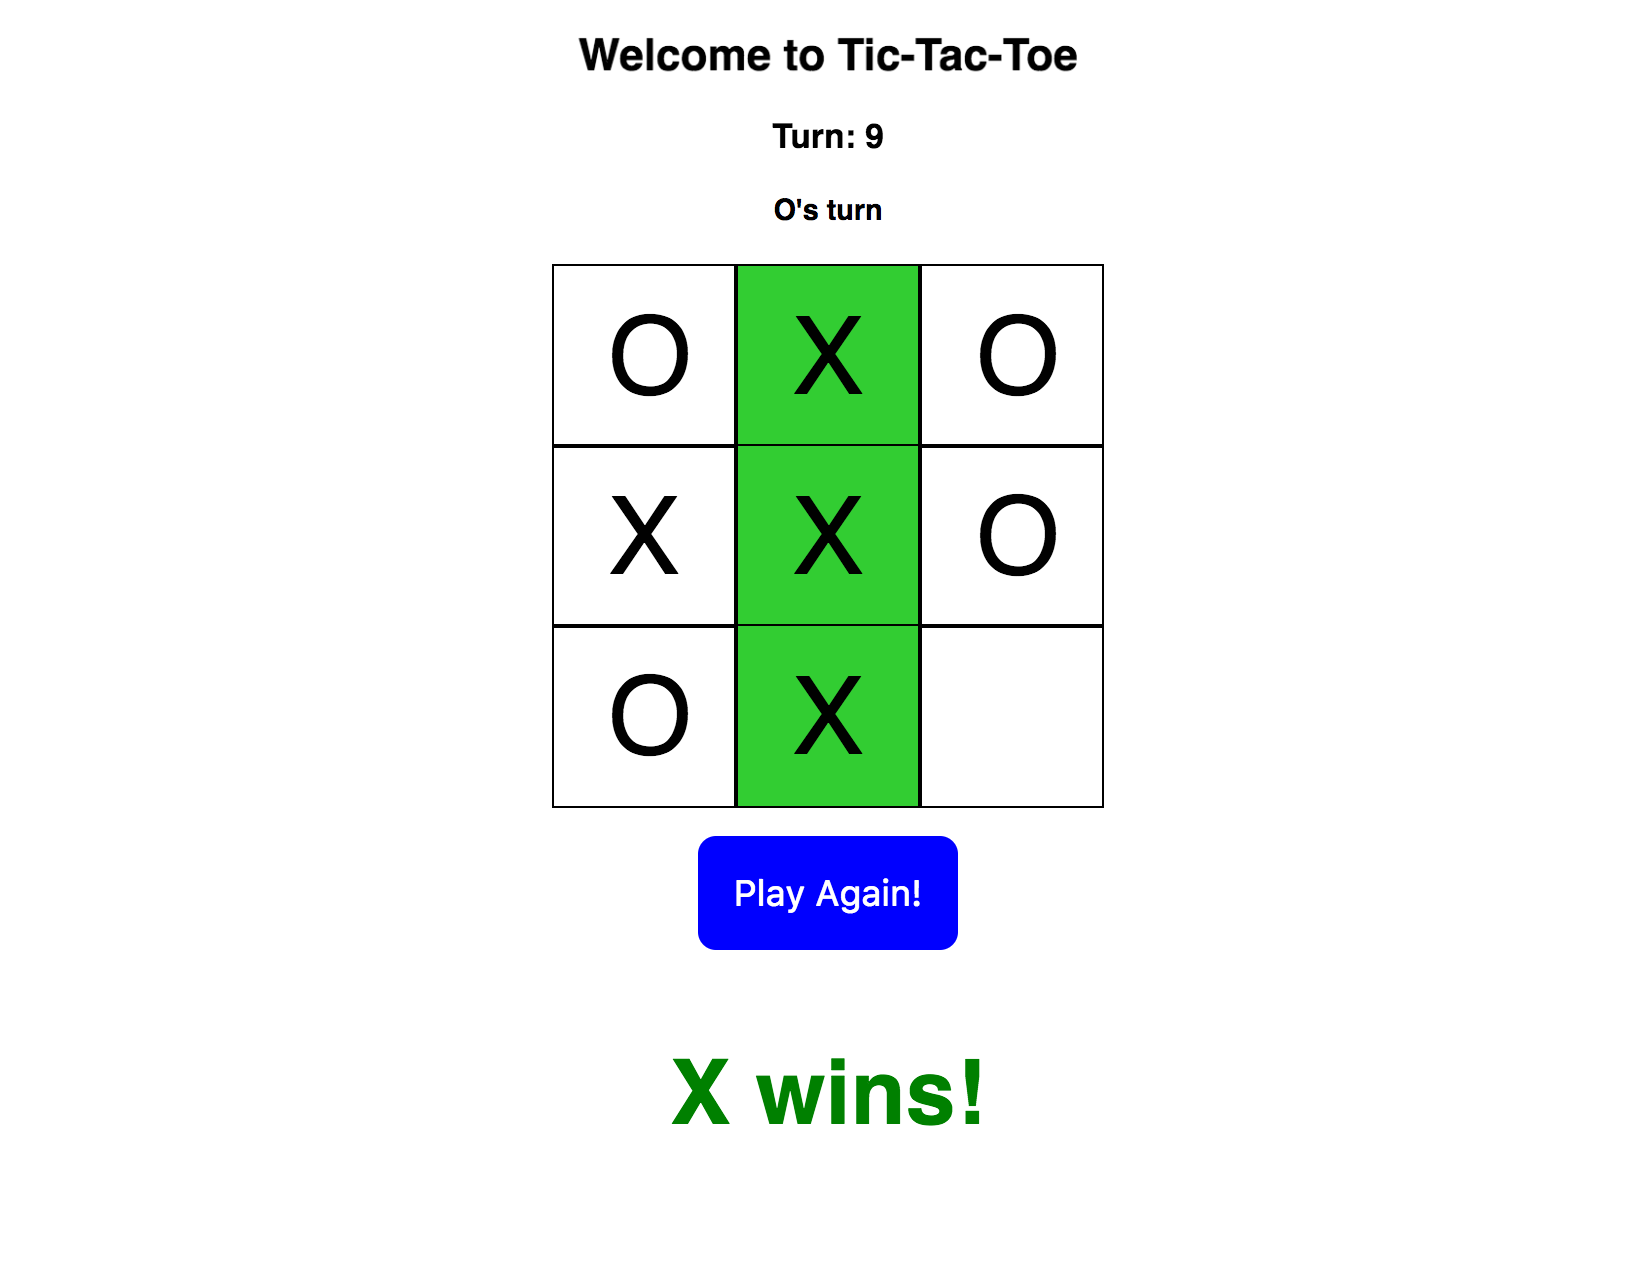 Welcome to Tic-Tac-Toe
Turn: 9
O's turn
O X O
X X O
O X
Play Again!
X wins!